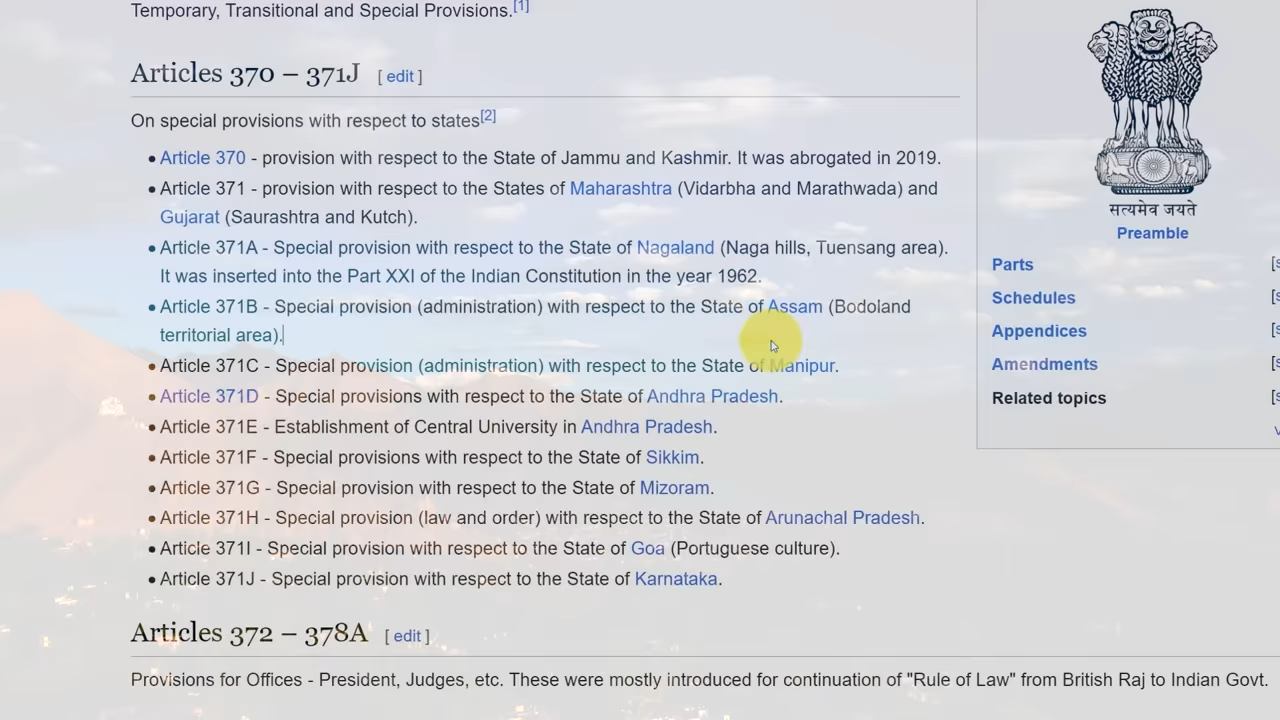 Temporary, Transitional and Special Provisions.[1]
Articles 370 – 371J [ edit ]
On special provisions with respect to states[2]
• Article 370 - provision with respect to the State of Jammu and Kashmir. It was abrogated in 2019.
• Article 371 - provision with respect to the States of Maharashtra (Vidarbha and Marathwada) and
Gujarat (Saurashtra and Kutch).
• Article 371A - Special provision with respect to the State of Nagaland (Naga hills, Tuensang area).
It was inserted into the Part XXI of the Indian Constitution in the year 1962.
• Article 371B - Special provision (administration) with respect to the State of Assam (Bodoland
territorial area).
• Article 371C - Special provision (administration) with respect to the State of Manipur.
• Article 371D - Special provisions with respect to the State of Andhra Pradesh.
• Article 371E - Establishment of Central University in Andhra Pradesh.
• Article 371F - Special provisions with respect to the State of Sikkim.
• Article 371G - Special provision with respect to the State of Mizoram.
• Article 371H - Special provision (law and order) with respect to the State of Arunachal Pradesh.
• Article 371I - Special provision with respect to the State of Goa (Portuguese culture).
• Article 371J - Special provision with respect to the State of Karnataka.
Articles 372 – 378A [ edit ]
Provisions for Offices - President, Judges, etc. These were mostly introduced for continuation of "Rule of Law" from British Raj to Indian Govt.
सत्यमेव जयते
Preamble
Parts
Schedules
Appendices
Amendments
Related topics